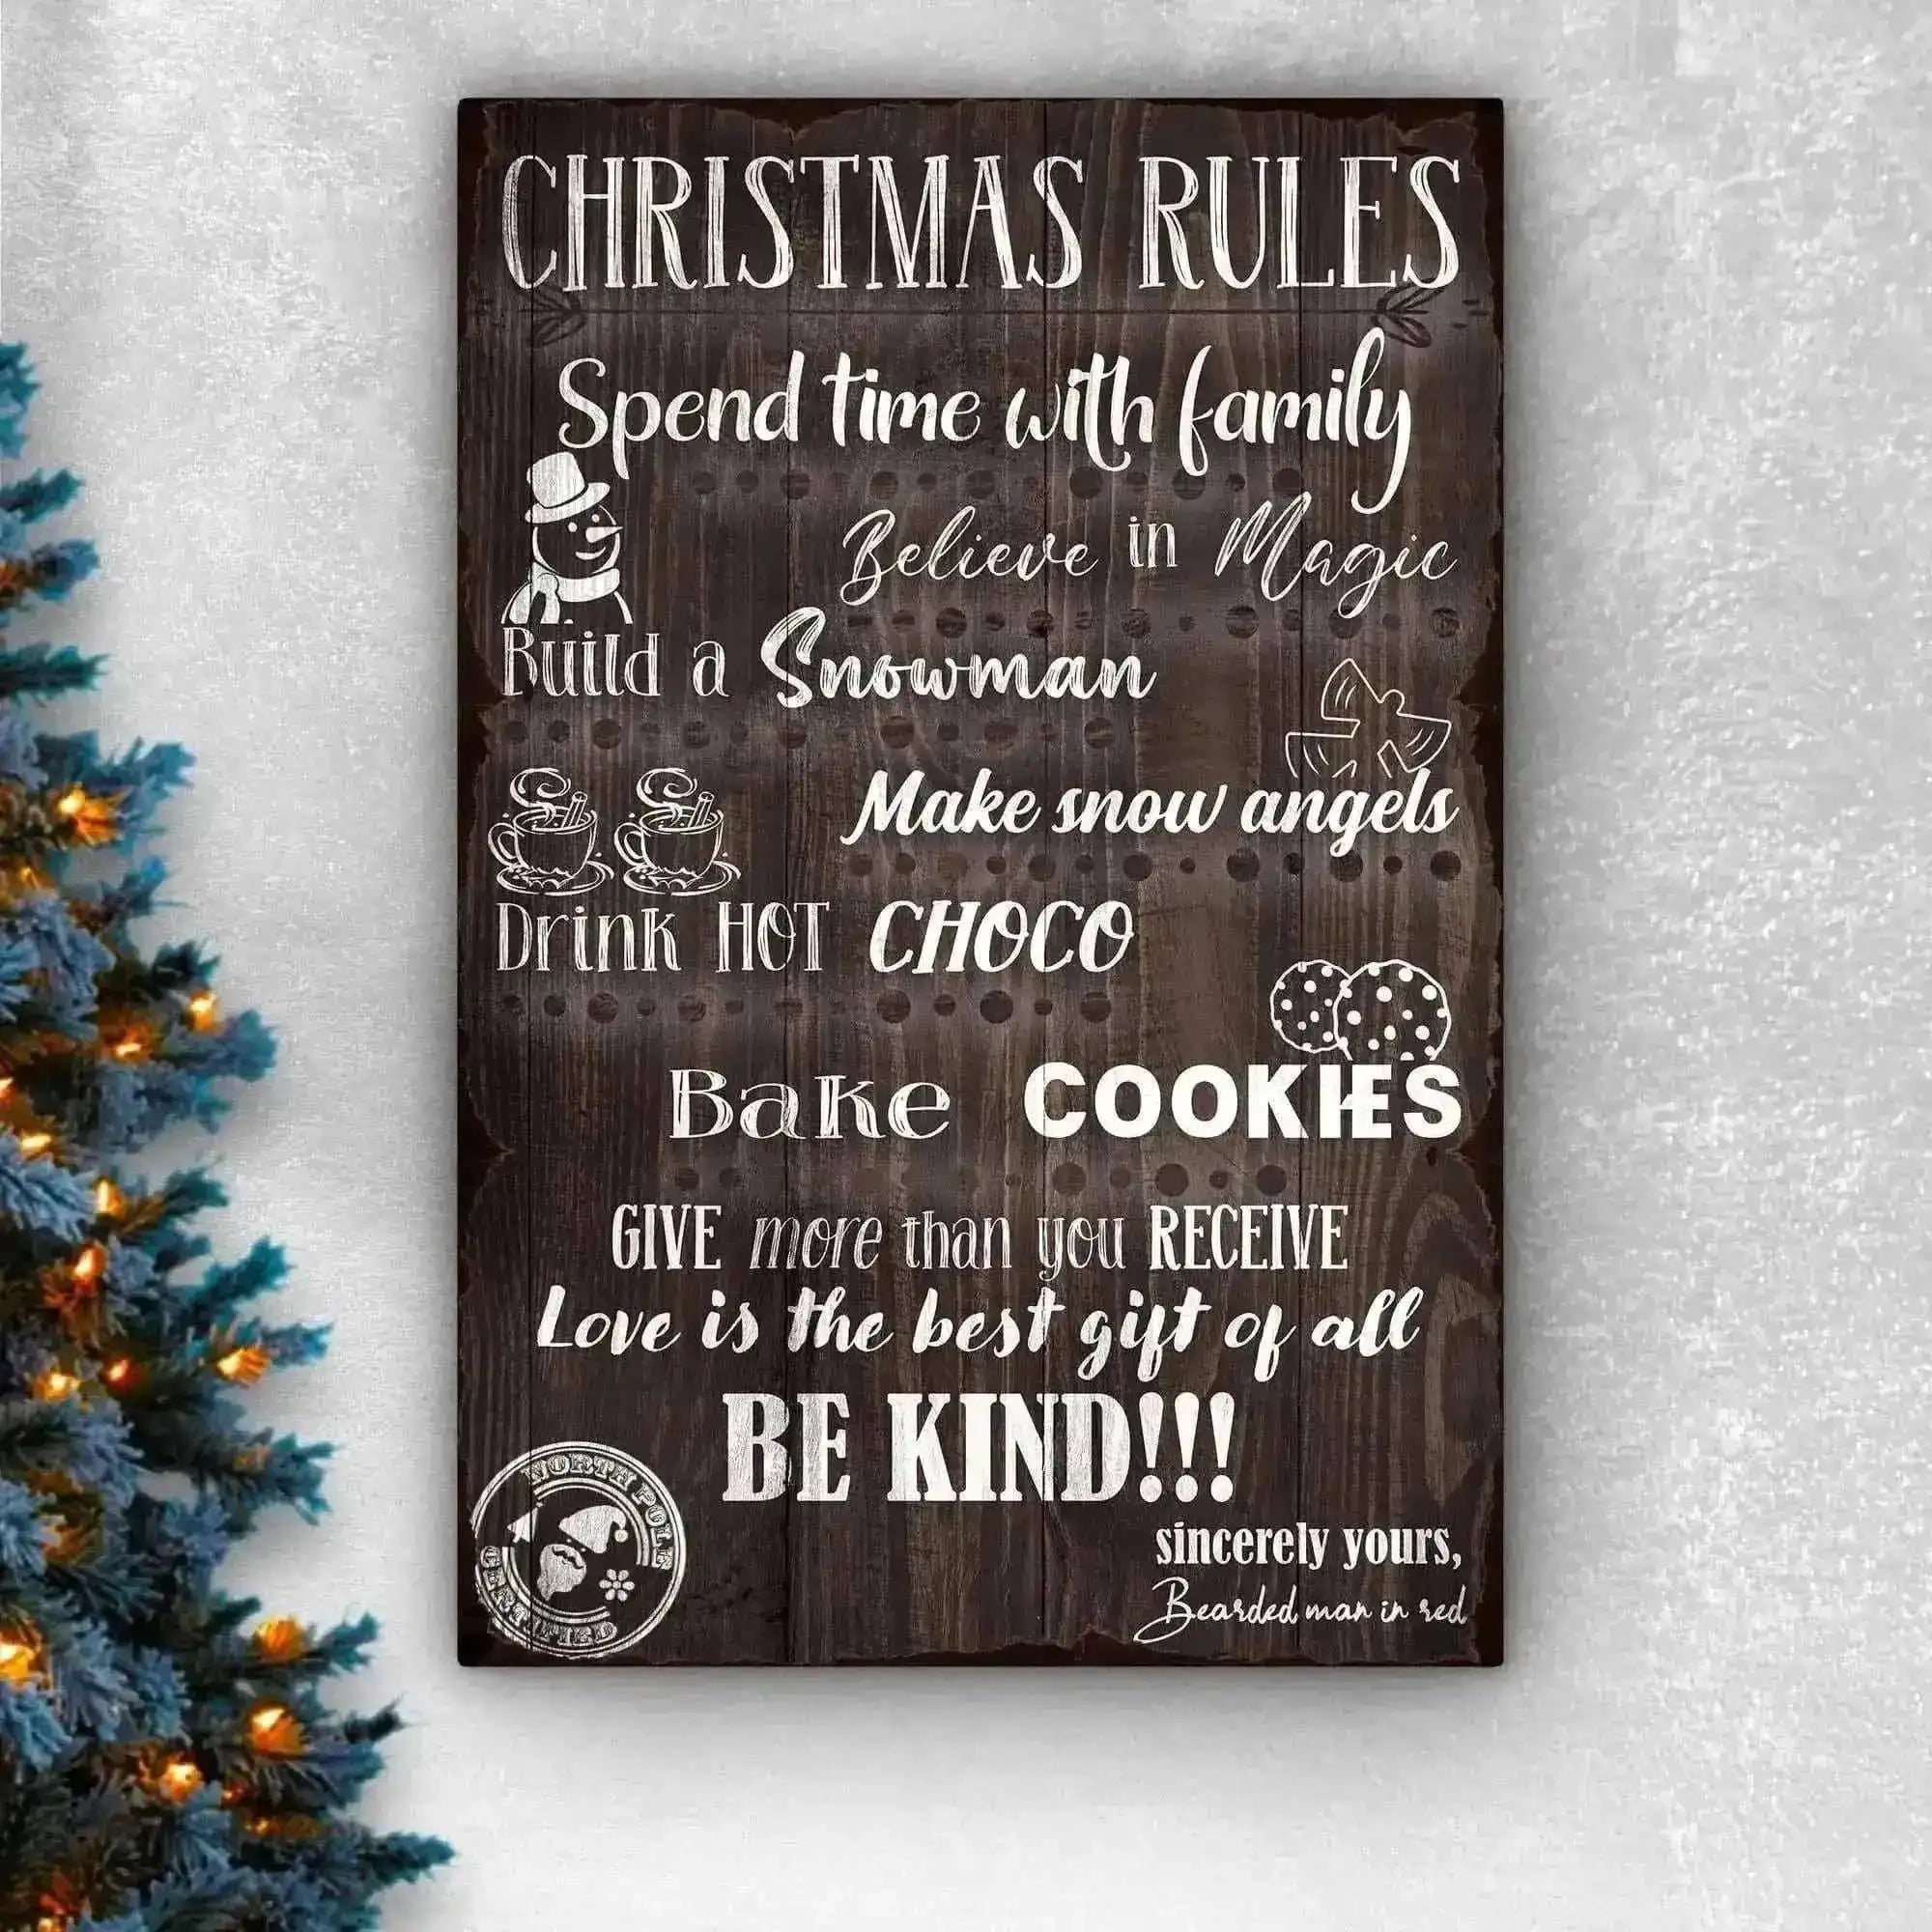 CHRISTMAS RULES
Spend time with family
Believe in Magic
Build a Snowman
Make snow angels
Drink HOT CHOCO
Bake COOKIES
GIVE more than you RECEIVE
Love is the best gift of all
BE KIND!!!
NORTH POLE
CERTIFIED
sincerely yours,
Bearded man in red